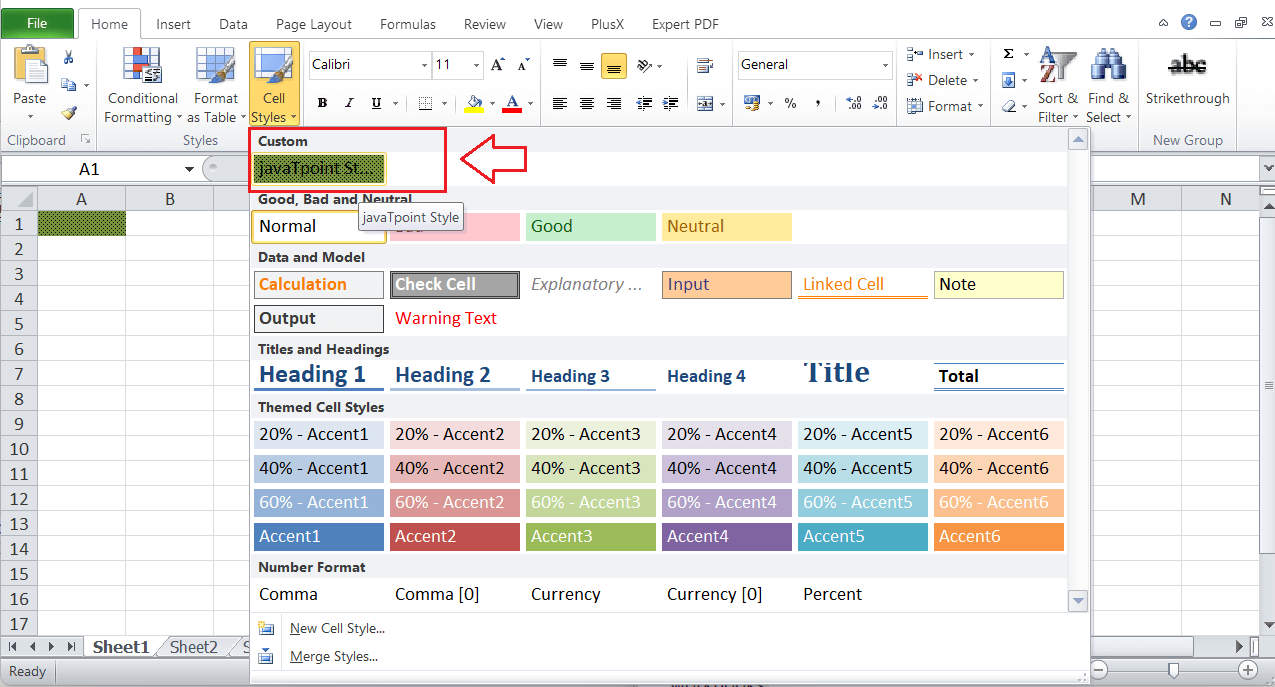 File Home Insert Data Page Layout Formulas Review View PlusX Expert PDF
Calibri 11 General Insert
Paste Conditional Formatting Format as Table Cell Styles Delete Sort & Filter Find & Select abc Strikethrough
B I U A % , .00 Format
Clipboard Styles New Group
Custom
A1 javaTpoint St...
A B M N
Good, Bad and Neutral
javaTpoint Style
1 Normal Good Neutral
2 Data and Model
3 Calculation Check Cell Explanatory ... Input Linked Cell Note
4
5 Output Warning Text
6 Titles and Headings
7 Heading 1 Heading 2 Heading 3 Heading 4 Title Total
8 Themed Cell Styles
9 20% - Accent1 20% - Accent2 20% - Accent3 20% - Accent4 20% - Accent5 20% - Accent6
10
11 40% - Accent1 40% - Accent2 40% - Accent3 40% - Accent4 40% - Accent5 40% - Accent6
12 60% - Accent1 60% - Accent2 60% - Accent3 60% - Accent4 60% - Accent5 60% - Accent6
13 Accent1 Accent2 Accent3 Accent4 Accent5 Accent6
14
15 Number Format
16 Comma Comma [0] Currency Currency [0] Percent
17 New Cell Style...
Sheet1 Sheet2 S Merge Styles...
Ready